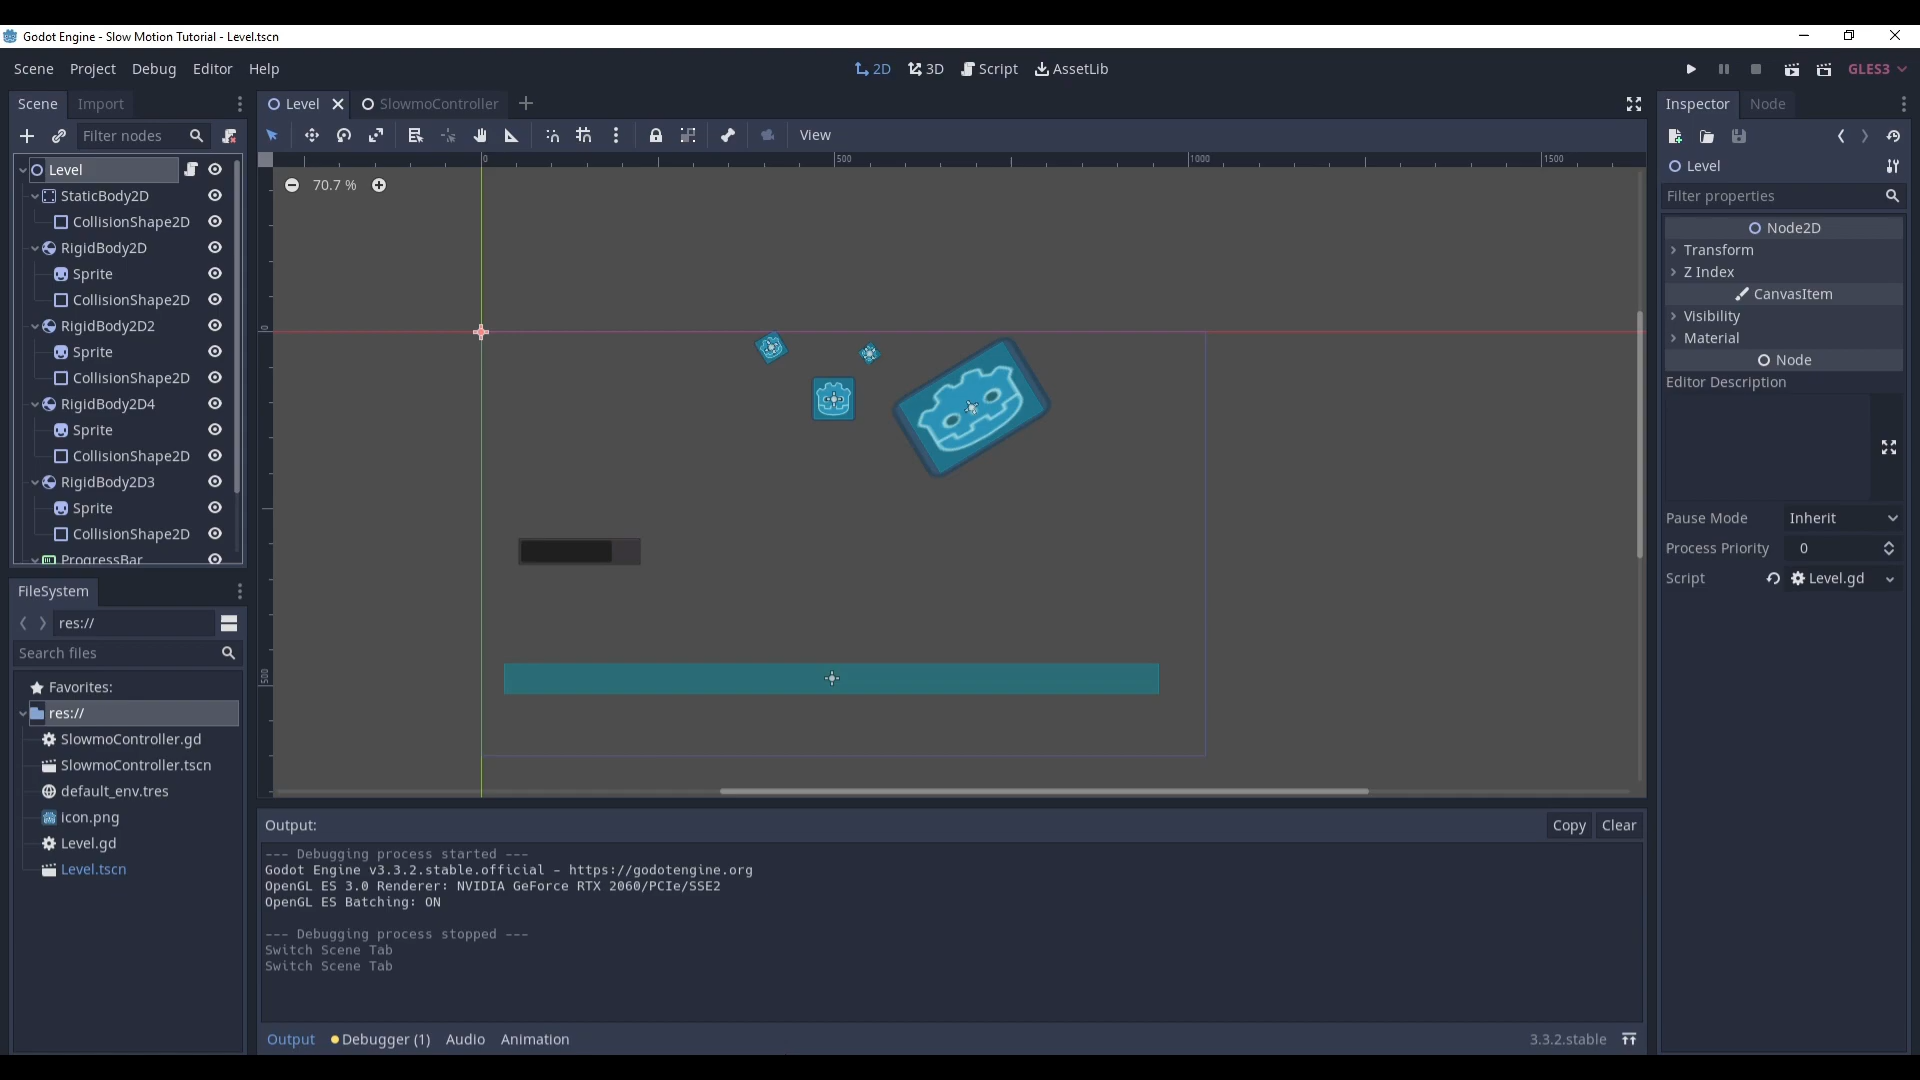 Godot Engine - Slow Motion Tutorial - Level.tscn
Scene Project Debug Editor Help
2D 3D Script AssetLib
GLES3
Scene Import
Filter nodes
Level
StaticBody2D
CollisionShape2D
RigidBody2D
Sprite
CollisionShape2D
RigidBody2D2
Sprite
CollisionShape2D
RigidBody2D4
Sprite
CollisionShape2D
RigidBody2D3
Sprite
CollisionShape2D
ProgressBar
FileSystem
res://
Search files
Favorites:
res://
SlowmoController.gd
SlowmoController.tscn
default_env.tres
icon.png
Level.gd
Level.tscn
Level SlowmoController
View
0 500 1000 1500
70.7 %
0
500
Output:
Copy Clear
--- Debugging process started ---
Godot Engine v3.3.2.stable.official - https://godotengine.org
OpenGL ES 3.0 Renderer: NVIDIA GeForce RTX 2060/PCIe/SSE2
OpenGL ES Batching: ON
--- Debugging process stopped ---
Switch Scene Tab
Switch Scene Tab
Output Debugger (1) Audio Animation
3.3.2.stable
Inspector Node
Level
Filter properties
Node2D
Transform
Z Index
CanvasItem
Visibility
Material
Node
Editor Description
Pause Mode Inherit
Process Priority 0
Script Level.gd